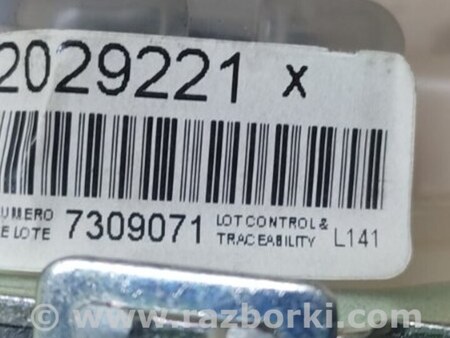 2029221 X
UMERO
E LOTE 7309071 LOT CONTROL &
TRACEABILITY L141
www.razborki.com